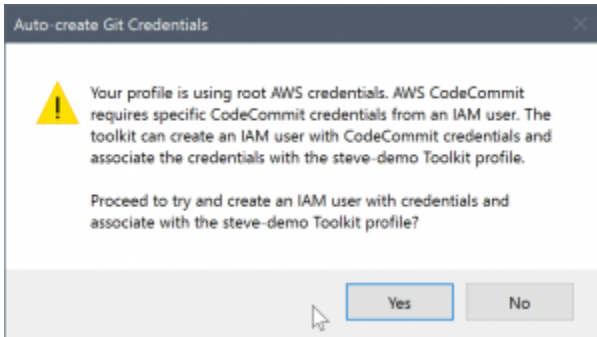 Auto-create Git Credentials
Your profile is using root AWS credentials. AWS CodeCommit
requires specific CodeCommit credentials from an IAM user. The
toolkit can create an IAM user with CodeCommit credentials and
associate the credentials with the steve-demo Toolkit profile.
Proceed to try and create an IAM user with credentials and
associate with the steve-demo Toolkit profile?
Yes
No